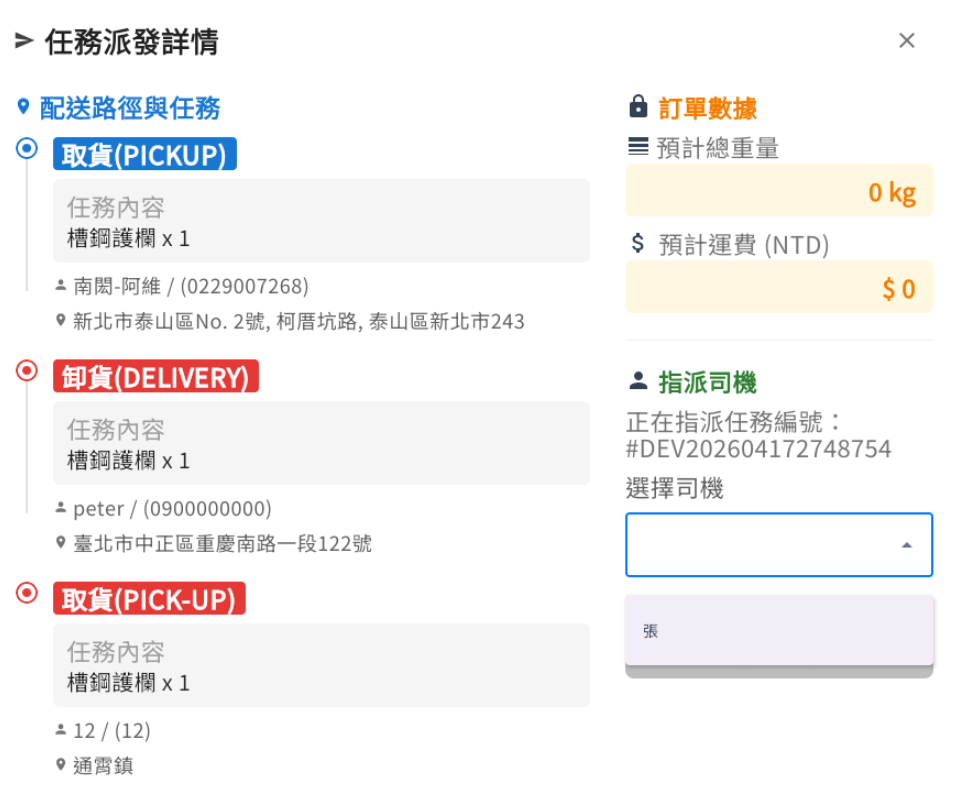 任務派發詳情
配送路徑與任務
取貨(PICKUP)
任務內容
槽鋼護欄 x 1
南閎-阿維 / (0229007268)
新北市泰山區No. 2號, 柯厝坑路, 泰山區新北市243
卸貨(DELIVERY)
任務內容
槽鋼護欄 x 1
peter / (0900000000)
臺北市中正區重慶南路一段122號
取貨(PICK-UP)
任務內容
槽鋼護欄 x 1
12 / (12)
通霄鎮
訂單數據
預計總重量
0 kg
預計運費 (NTD)
$ 0
指派司機
正在指派任務編號：
#DEV202604172748754
選擇司機
張